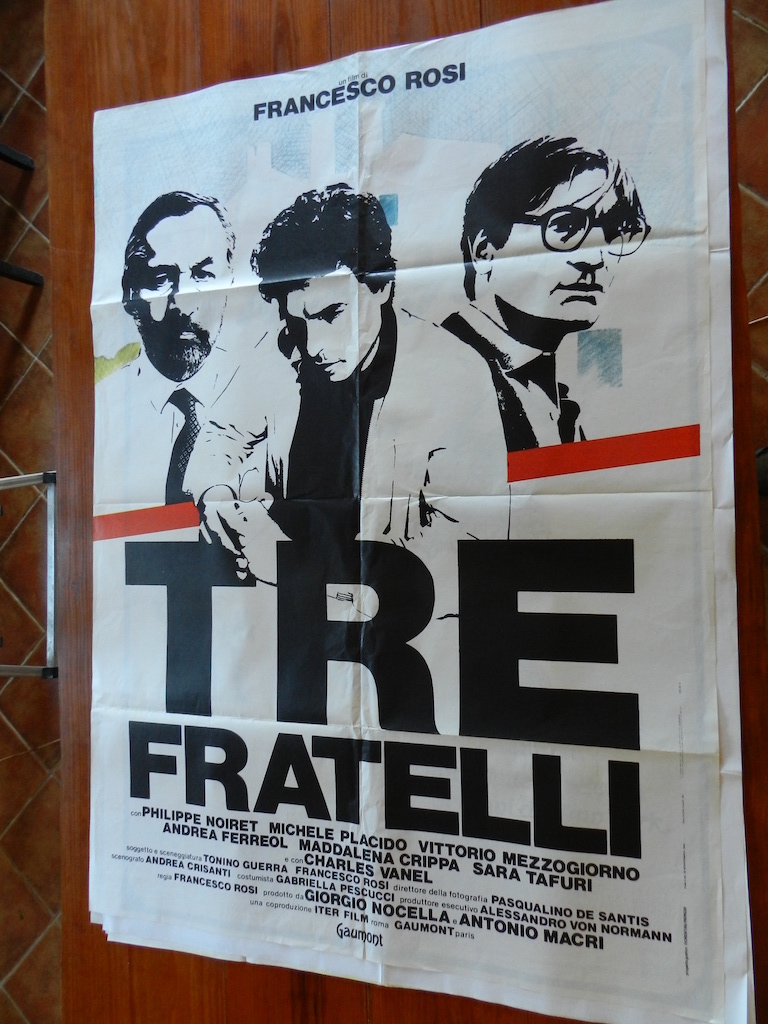 un film di
FRANCESCO ROSI
TRE
FRATELLI
con PHILIPPE NOIRET MICHELE PLACIDO VITTORIO MEZZOGIORNO
ANDREA FERREOL MADDALENA CRIPPA SARA TAFURI
e con CHARLES VANEL
soggetto e sceneggiatura TONINO GUERRA FRANCESCO ROSI direttore della fotografia PASQUALINO DE SANTIS
scenografo ANDREA CRISANTI costumista GABRIELLA PESCUCCI produttore esecutivo ALESSANDRO VON NORMANN
regia FRANCESCO ROSI prodotto da GIORGIO NOCELLA e ANTONIO MACRI
una coproduzione ITER FILM roma GAUMONT paris
Gaumont